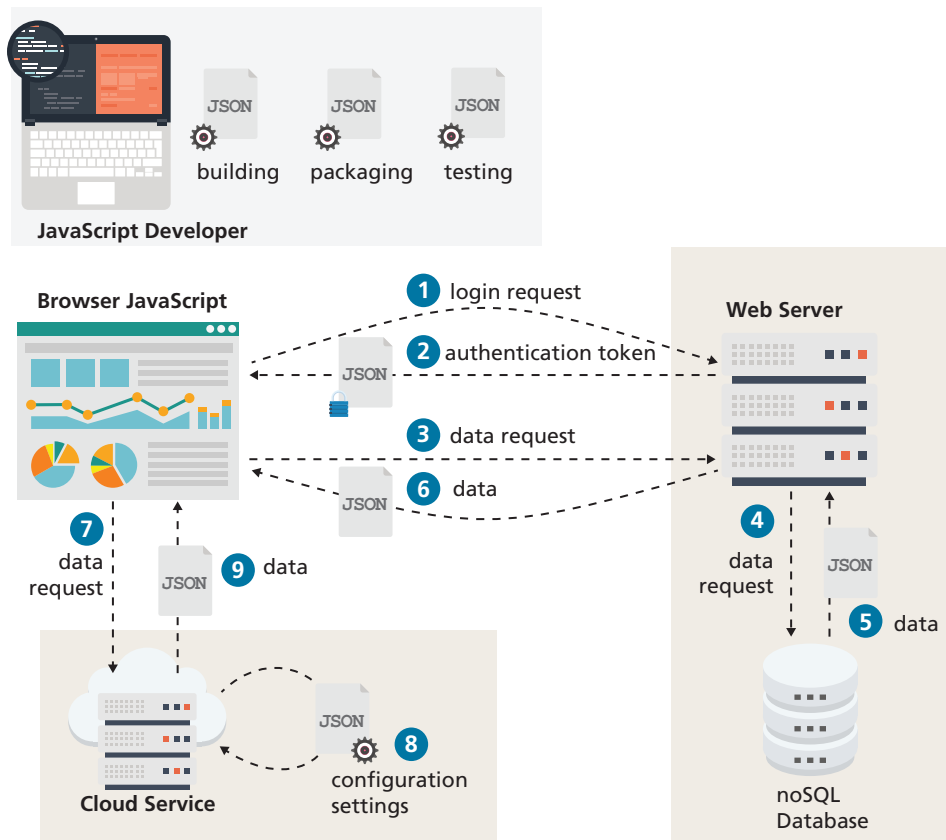 JSON
JSON
JSON
building
packaging
testing
JavaScript Developer
Browser JavaScript
1 login request
Web Server
2 authentication token
JSON
3 data request
6 data
JSON
7
data
request
JSON
9 data
4
data
request
JSON
5 data
JSON
8
configuration
settings
Cloud Service
noSQL
Database